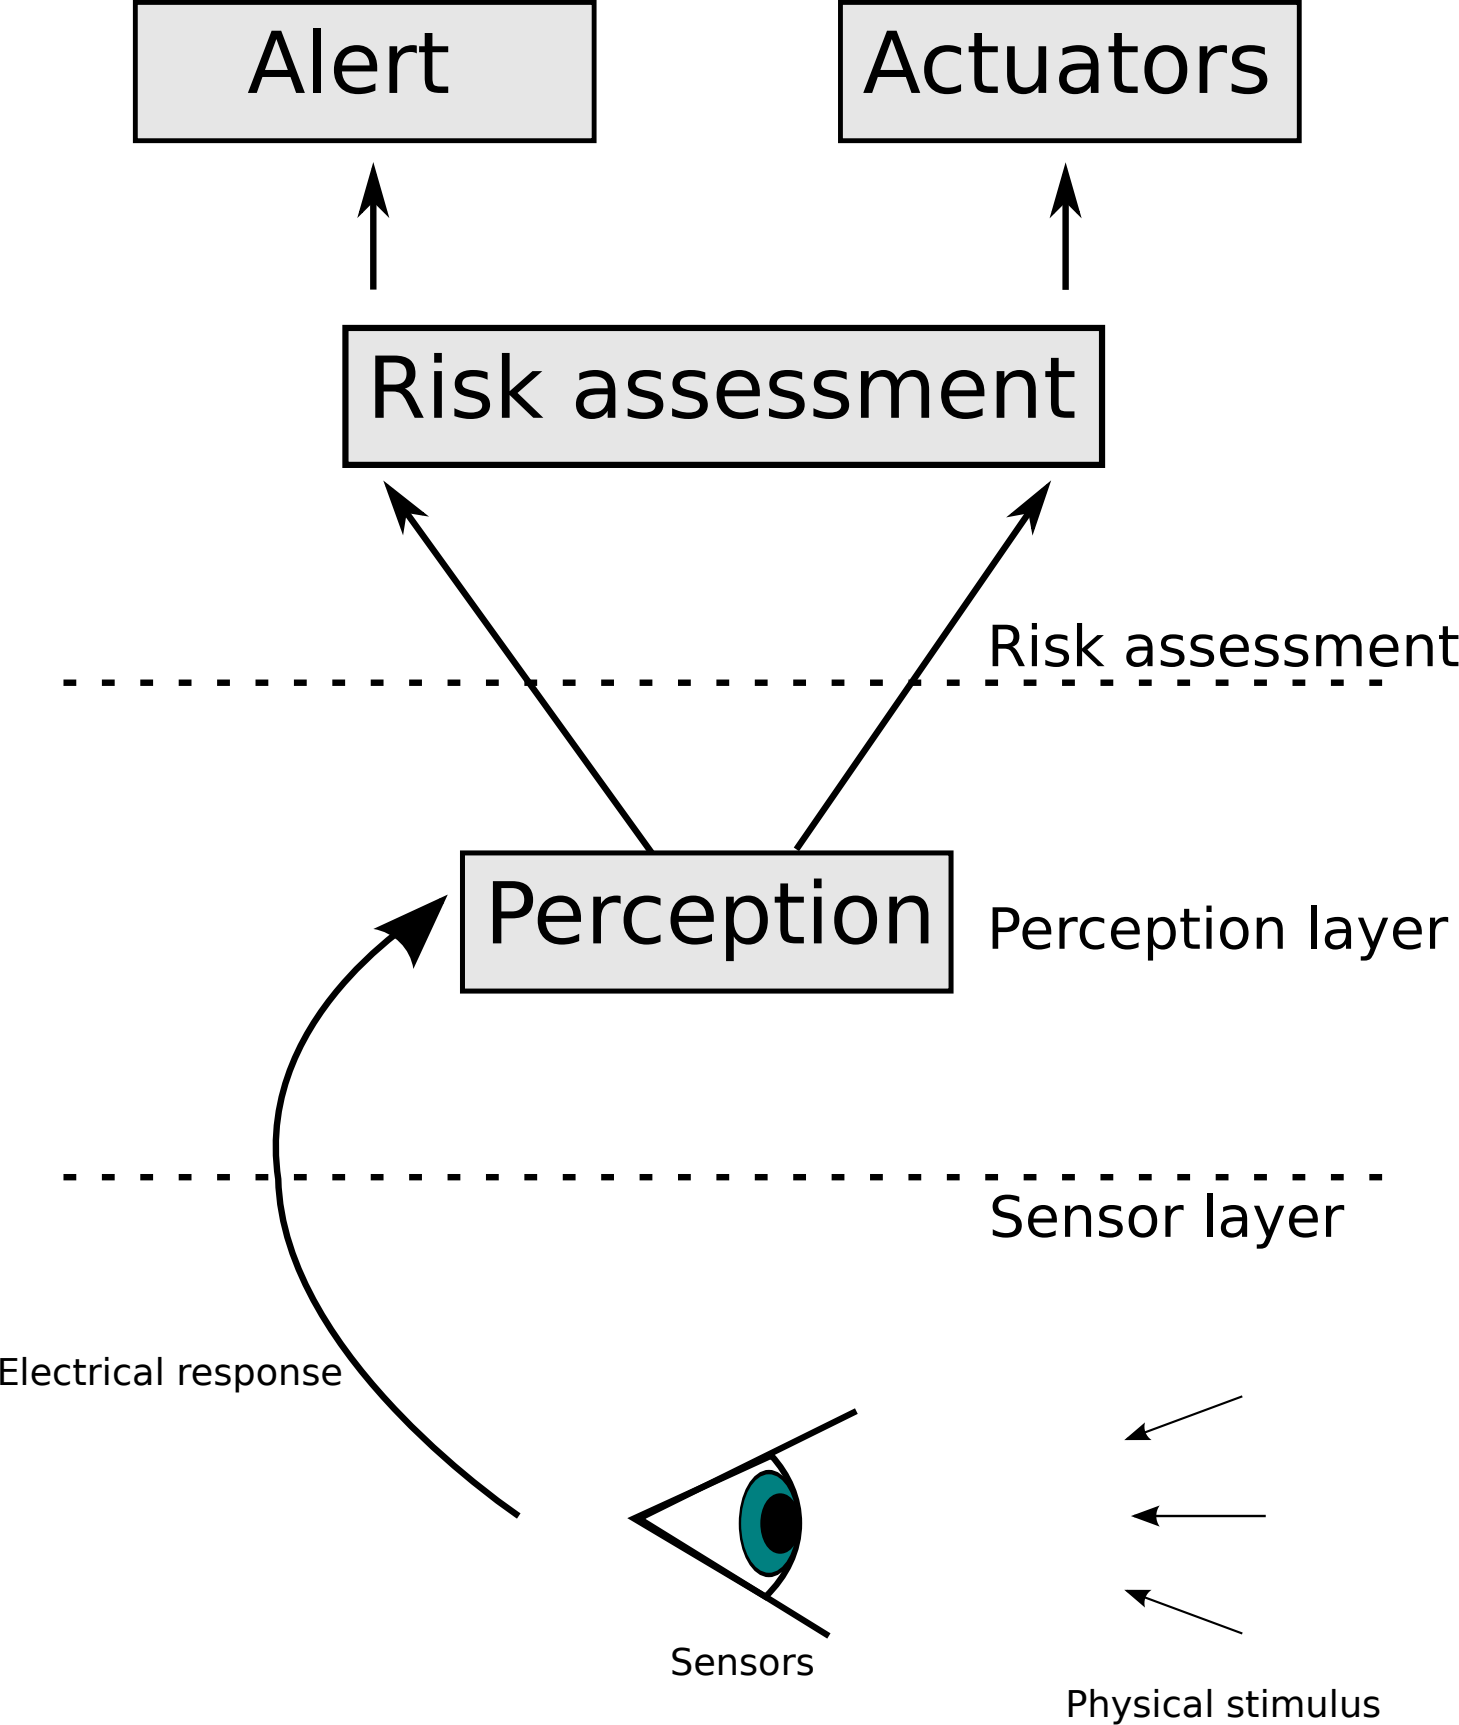 Alert
Actuators
Risk assessment
Risk assessment
Perception
Perception layer
Sensor layer
Electrical response
Sensors
Physical stimulus